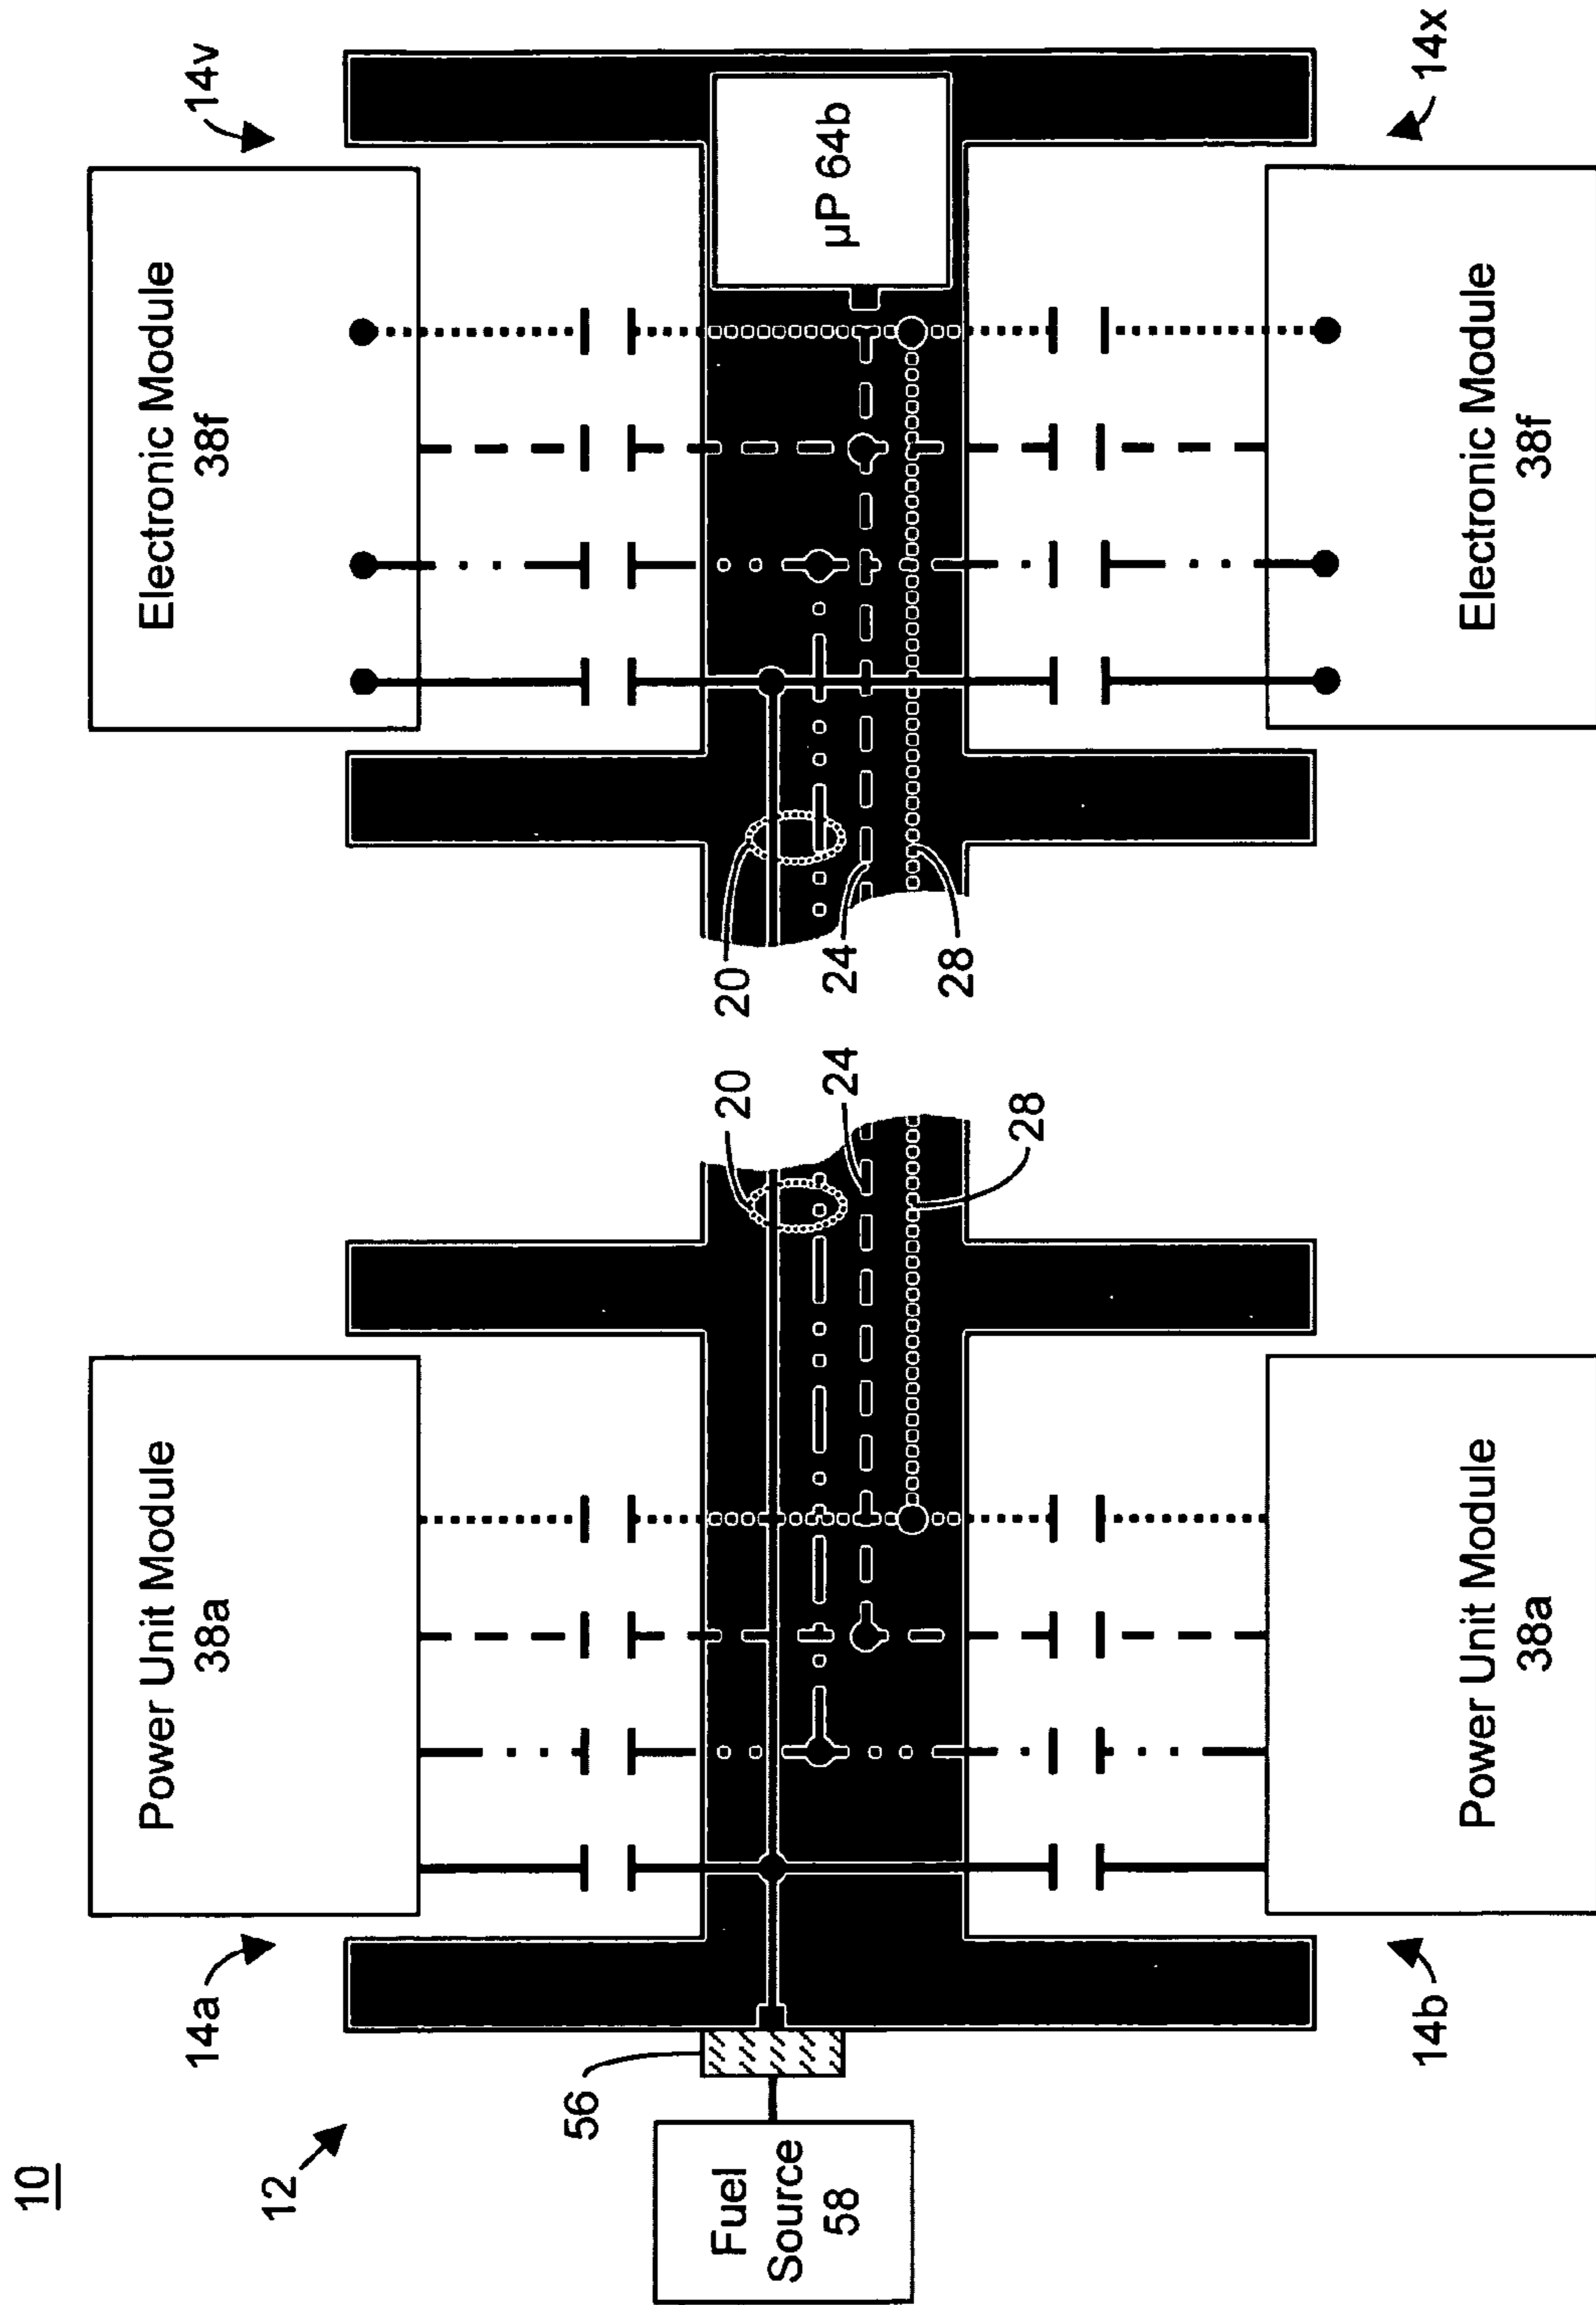 10
12
14a
Power Unit Module
38a
14v
Electronic Module
38f
56
Fuel
Source
58
20
24
28
20
24
28
µP 64b
14b
Power Unit Module
38a
14x
Electronic Module
38f